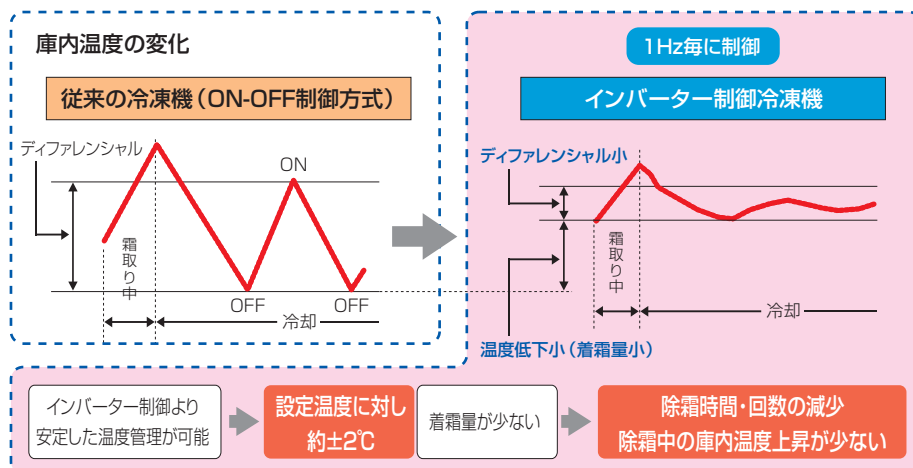 庫内温度の変化
従来の冷凍機(ON-OFF制御方式)
ディファレンシャル
ON
霜取り中
OFF
OFF
冷却
1Hz毎に制御
インバーター制御冷凍機
ディファレンシャル小
霜取り中
冷却
温度低下小(着霜量小)
インバーター制御より
安定した温度管理が可能
設定温度に対し
約±2℃
着霜量が少ない
除霜時間・回数の減少
除霜中の庫内温度上昇が少ない